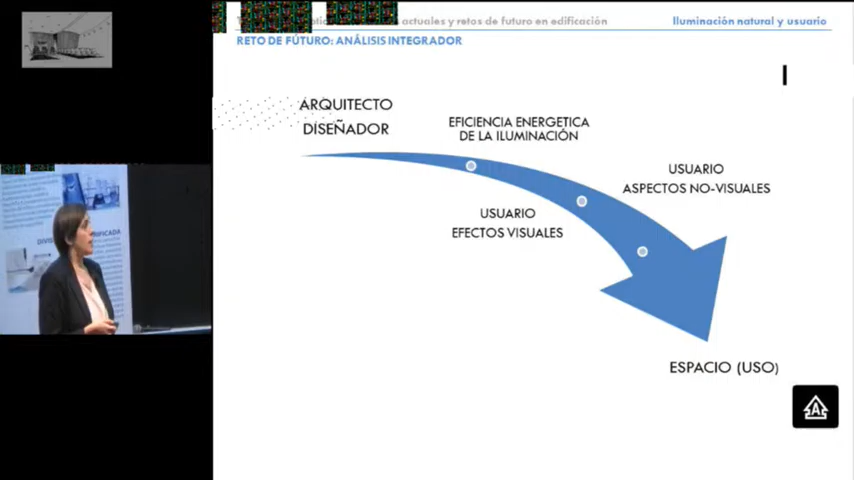 actuales y retos de futuro en edificación
Iluminación natural y usuario
RETO DE FUTURO: ANÁLISIS INTEGRADOR
ARQUITECTO
DISEÑADOR
EFICIENCIA ENERGETICA
DE LA ILUMINACIÓN
USUARIO
ASPECTOS NO-VISUALES
USUARIO
EFECTOS VISUALES
ESPACIO (USO)
A